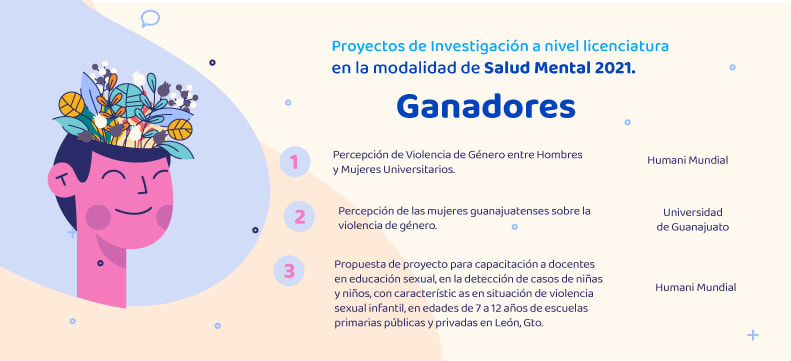 Proyectos de Investigación a nivel licenciatura
en la modalidad de Salud Mental 2021.
Ganadores
1
Percepción de Violencia de Género entre Hombres
y Mujeres Universitarios.
Humani Mundial
2
Percepción de las mujeres guanajuatenses sobre la
violencia de género.
Universidad
de Guanajuato
3
Propuesta de proyecto para capacitación a docentes
en educación sexual, en la detección de casos de niñas
y niños, con característic as en situación de violencia
sexual infantil, en edades de 7 a 12 años de escuelas
primarias públicas y privadas en León, Gto.
Humani Mundial